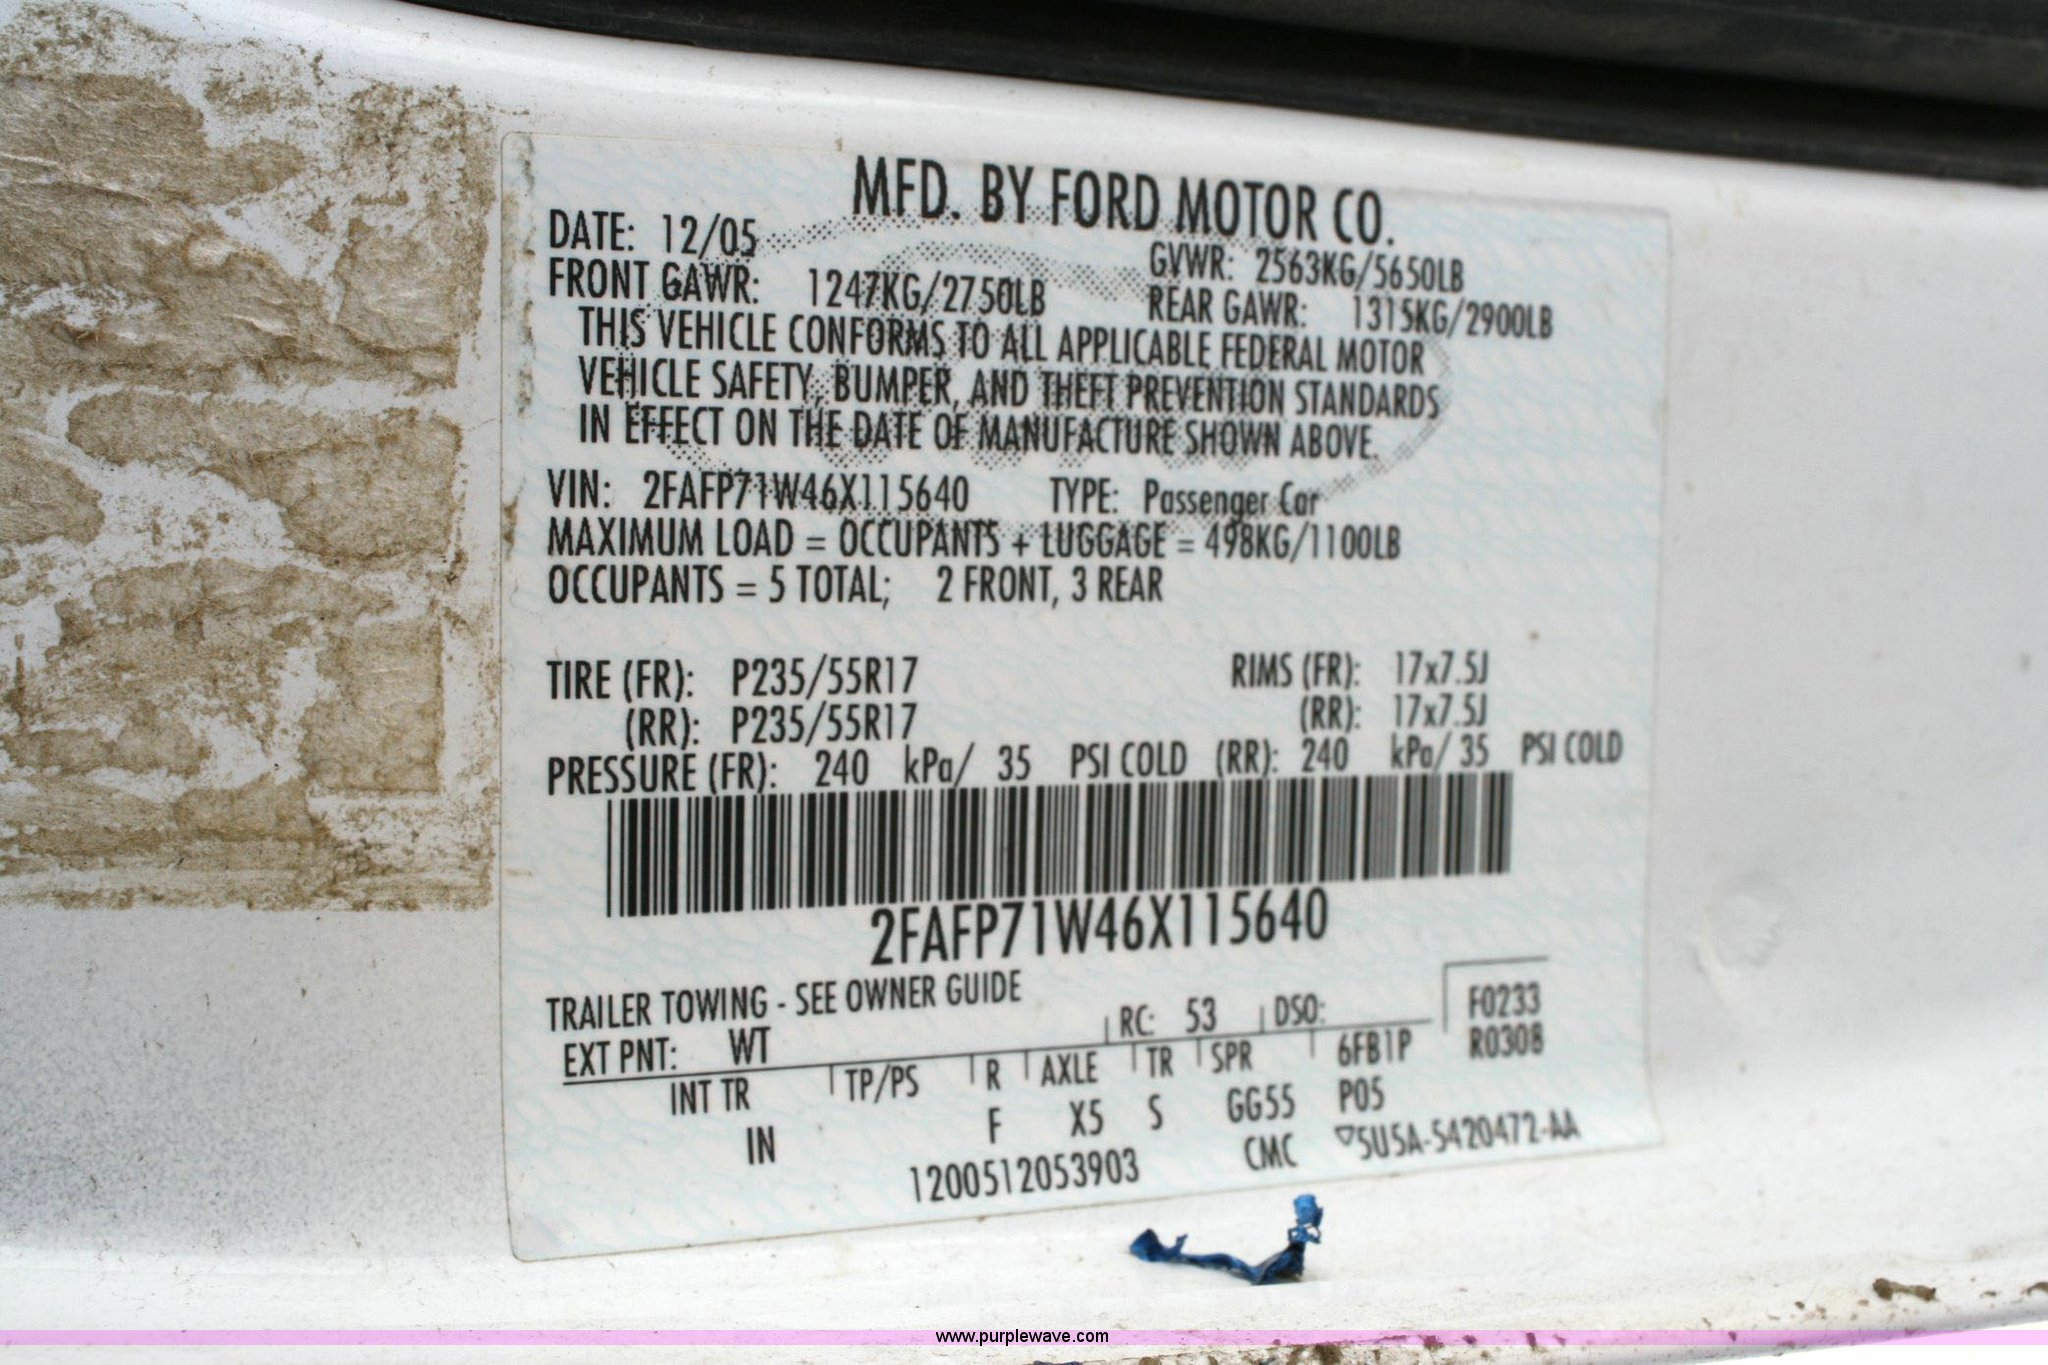 MFD. BY FORD MOTOR CO.
DATE: 12/05 GVWR: 2563KG/5650LB
FRONT GAWR: 1247KG/2750LB REAR GAWR: 1315KG/2900LB
THIS VEHICLE CONFORMS TO ALL APPLICABLE FEDERAL MOTOR
VEHICLE SAFETY, BUMPER, AND THEFT PREVENTION STANDARDS
IN EFFECT ON THE DATE OF MANUFACTURE SHOWN ABOVE.
VIN: 2FAFP71W46X115640 TYPE: Passenger Car
MAXIMUM LOAD = OCCUPANTS + LUGGAGE = 498KG/1100LB
OCCUPANTS = 5 TOTAL; 2 FRONT, 3 REAR
TIRE (FR): P235/55R17 RIMS (FR): 17x7.5J
(RR): P235/55R17 (RR): 17x7.5J
PRESSURE (FR): 240 kPa/ 35 PSI COLD (RR): 240 kPa/ 35 PSI COLD
2FAFP71W46X115640
TRAILER TOWING - SEE OWNER GUIDE F0233
EXT PNT: WT RC: 53 DSO: R0308
INT TR TP/PS R AXLE TR SPR 6FB1P
IN F X5 S GG55 P05
1200512053903 CMC ▽5U5A-5420472-AA
www.purplewave.com